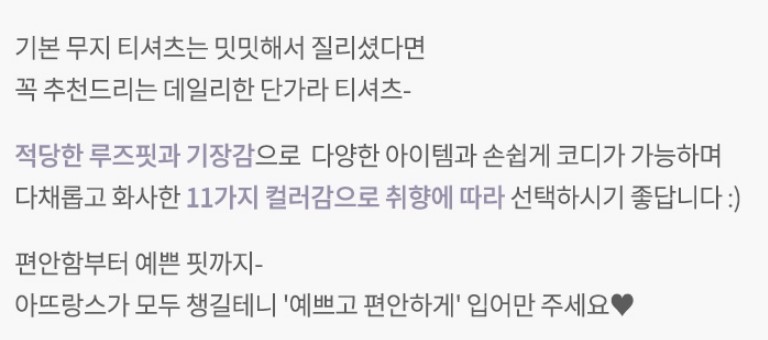 기본 무지 티셔츠는 밋밋해서 질리셨다면
꼭 추천드리는 데일리한 단가라 티셔츠-
적당한 루즈핏과 기장감으로 다양한 아이템과 손쉽게 코디가 가능하며
다채롭고 화사한 11가지 컬러감으로 취향에 따라 선택하시기 좋답니다 :)
편안함부터 예쁜 핏까지-
아뜨랑스가 모두 챙길테니 '예쁘고 편안하게' 입어만 주세요♥